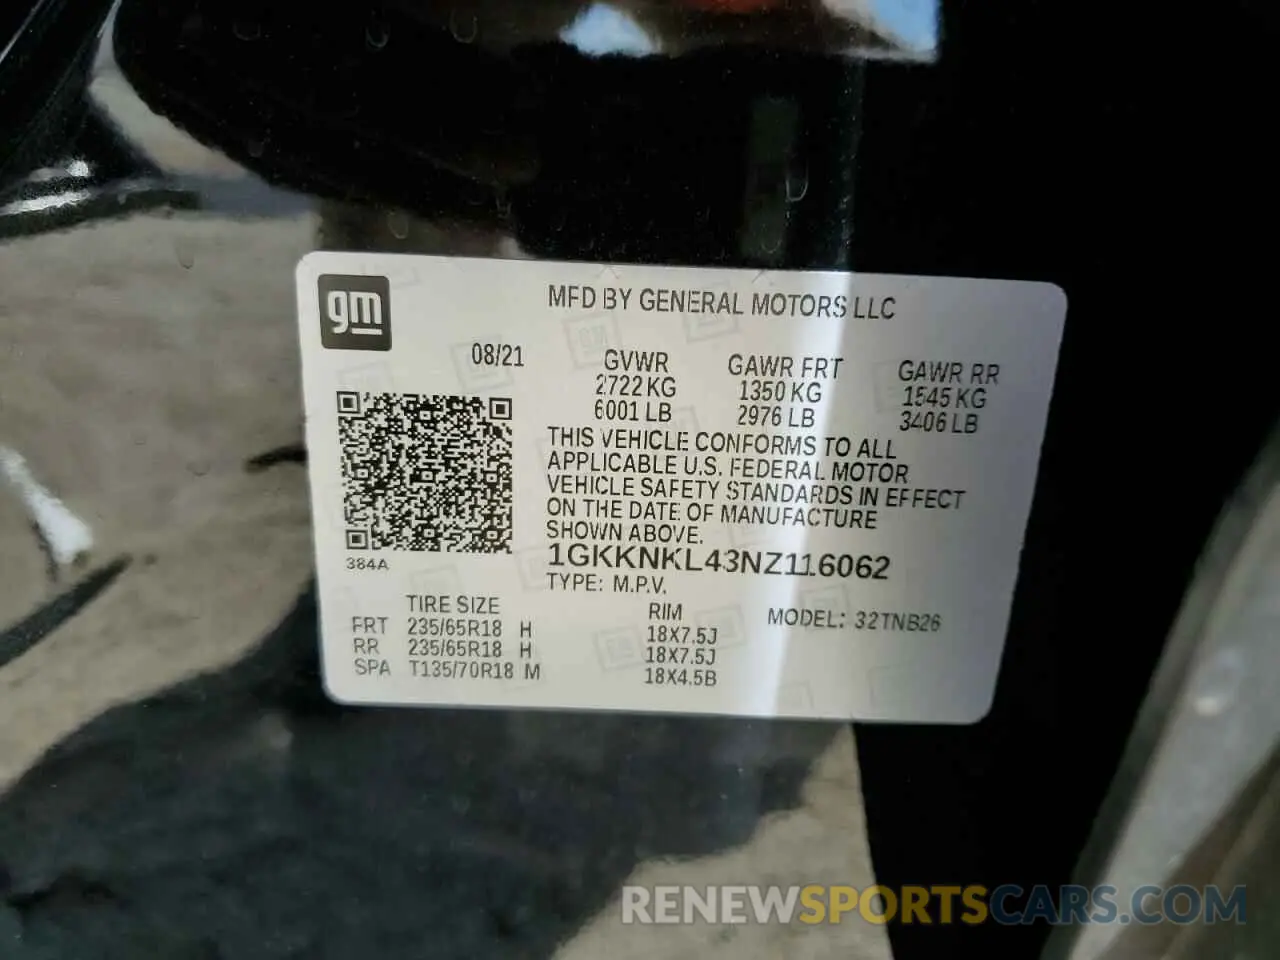 gm
MFD BY GENERAL MOTORS LLC
08/21
GVWR GAWR FRT GAWR RR
2722 KG 1350 KG 1545 KG
6001 LB 2976 LB 3406 LB
THIS VEHICLE CONFORMS TO ALL
APPLICABLE U.S. FEDERAL MOTOR
VEHICLE SAFETY STANDARDS IN EFFECT
ON THE DATE OF MANUFACTURE
SHOWN ABOVE.
384A
1GKKNKL43NZ116062
TYPE: M.P.V.
TIRE SIZE RIM MODEL: 32TNB26
FRT 235/65R18 H 18X7.5J
RR 235/65R18 H 18X7.5J
SPA T135/70R18 M 18X4.5B
RENEWSPORTSCARS.COM